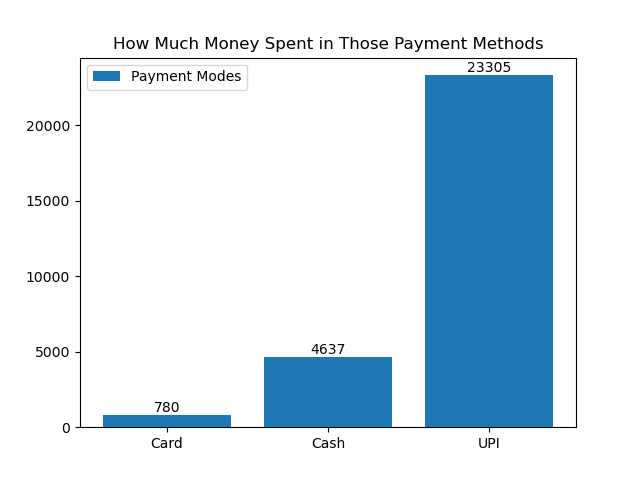 How Much Money Spent in Those Payment Methods
Payment Modes
23305
20000
15000
10000
4637
5000
780
0
Card Cash UPI